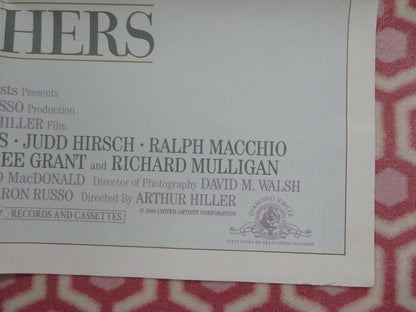 HERS
sts Presents
SSO Production
HILLER Film
S · JUDD HIRSCH · RALPH MACCHIO
EE GRANT and RICHARD MULLIGAN
O MacDONALD Director of Photography DAVID M. WALSH
RON RUSSO Directed By ARTHUR HILLER
RECORDS AND CASSETTES.
© 1984 UNITED ARTISTS CORPORATION
DIAMOND JUBILEE
SIXTY YEARS OF GREAT ENTERTAINMENT